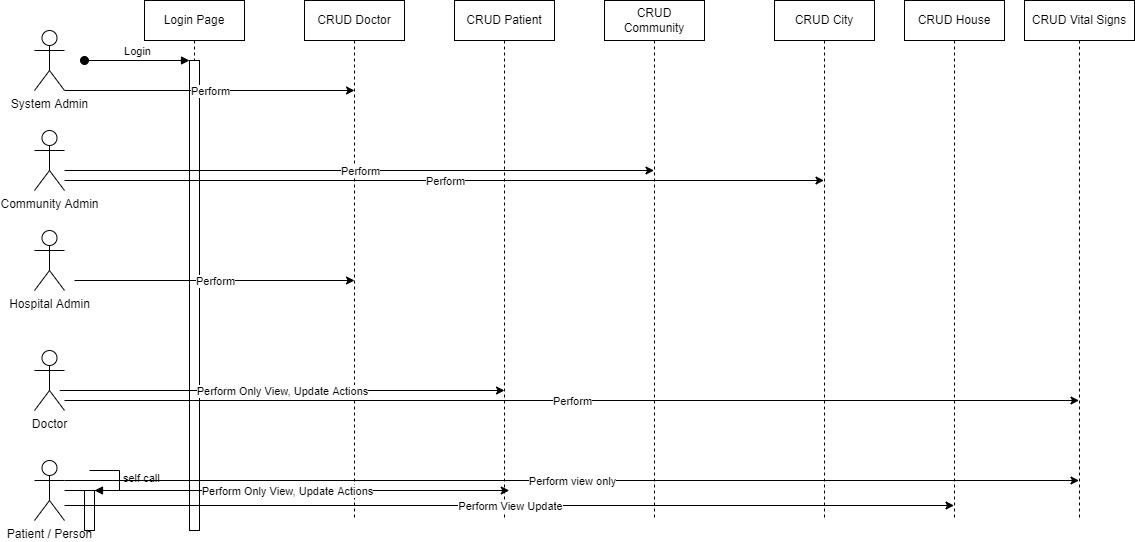 Login Page
CRUD Doctor
CRUD Patient
CRUD
Community
CRUD City
CRUD House
CRUD Vital Signs
Login
Perform
System Admin
Perform
Perform
Community Admin
Perform
Hospital Admin
Perform Only View, Update Actions
Perform
Doctor
self call
Perform view only
Perform Only View, Update Actions
Perform View Update
Patient / Person